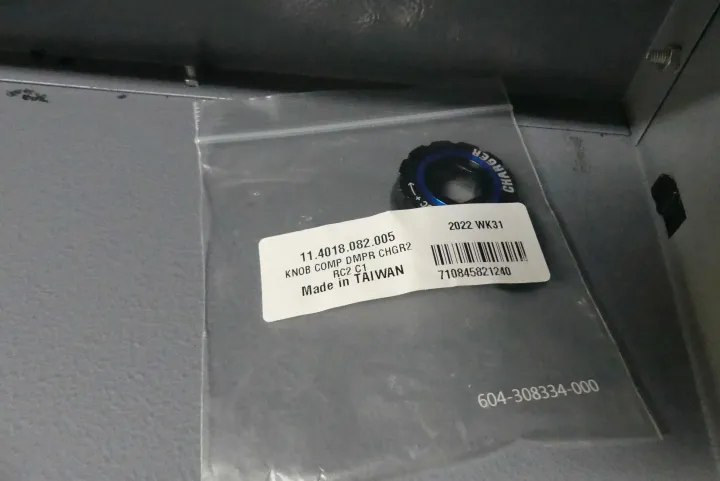 CHARGER
11.4018.082.005
2022 WK31
KNOB COMP DMPR CHGR2
RC2 C1
Made in TAIWAN
710845821240
604-308334-000